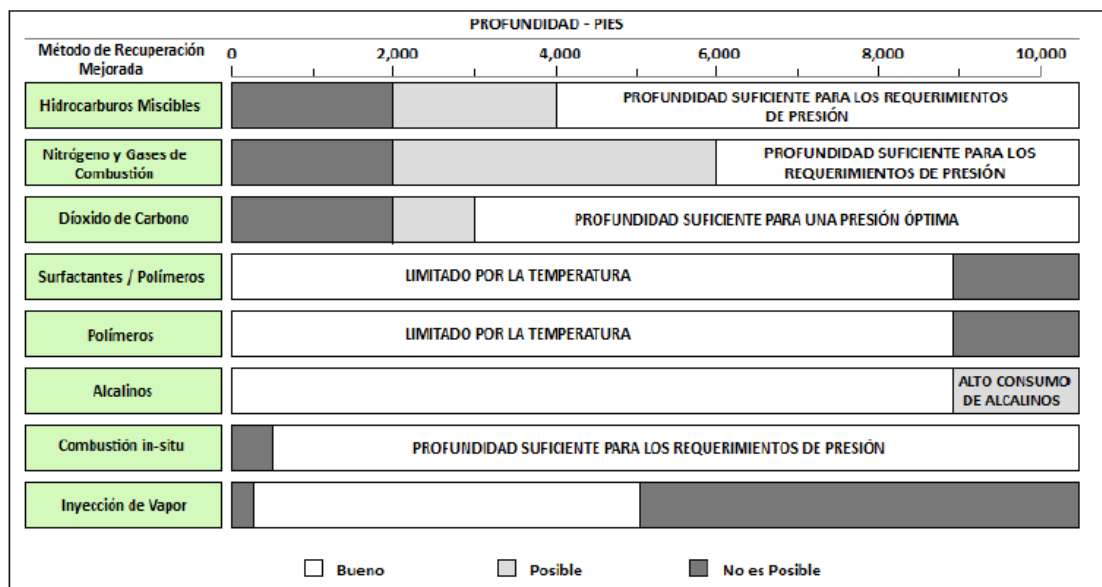 PROFUNDIDAD - PIES
Método de Recuperación
Mejorada
0 2,000 4,000 6,000 8,000 10,000
Hidrocarburos Miscibles
PROFUNDIDAD SUFICIENTE PARA LOS REQUERIMIENTOS
DE PRESIÓN
Nitrógeno y Gases de
Combustión
PROFUNDIDAD SUFICIENTE PARA LOS
REQUERIMIENTOS DE PRESIÓN
Díoxido de Carbono
PROFUNDIDAD SUFICIENTE PARA UNA PRESIÓN ÓPTIMA
Surfactantes / Polímeros
LIMITADO POR LA TEMPERATURA
Polímeros
LIMITADO POR LA TEMPERATURA
Alcalinos
ALTO CONSUMO
DE ALCALINOS
Combustión in-situ
PROFUNDIDAD SUFICIENTE PARA LOS REQUERIMIENTOS DE PRESIÓN
Inyección de Vapor
Bueno
Posible
No es Posible